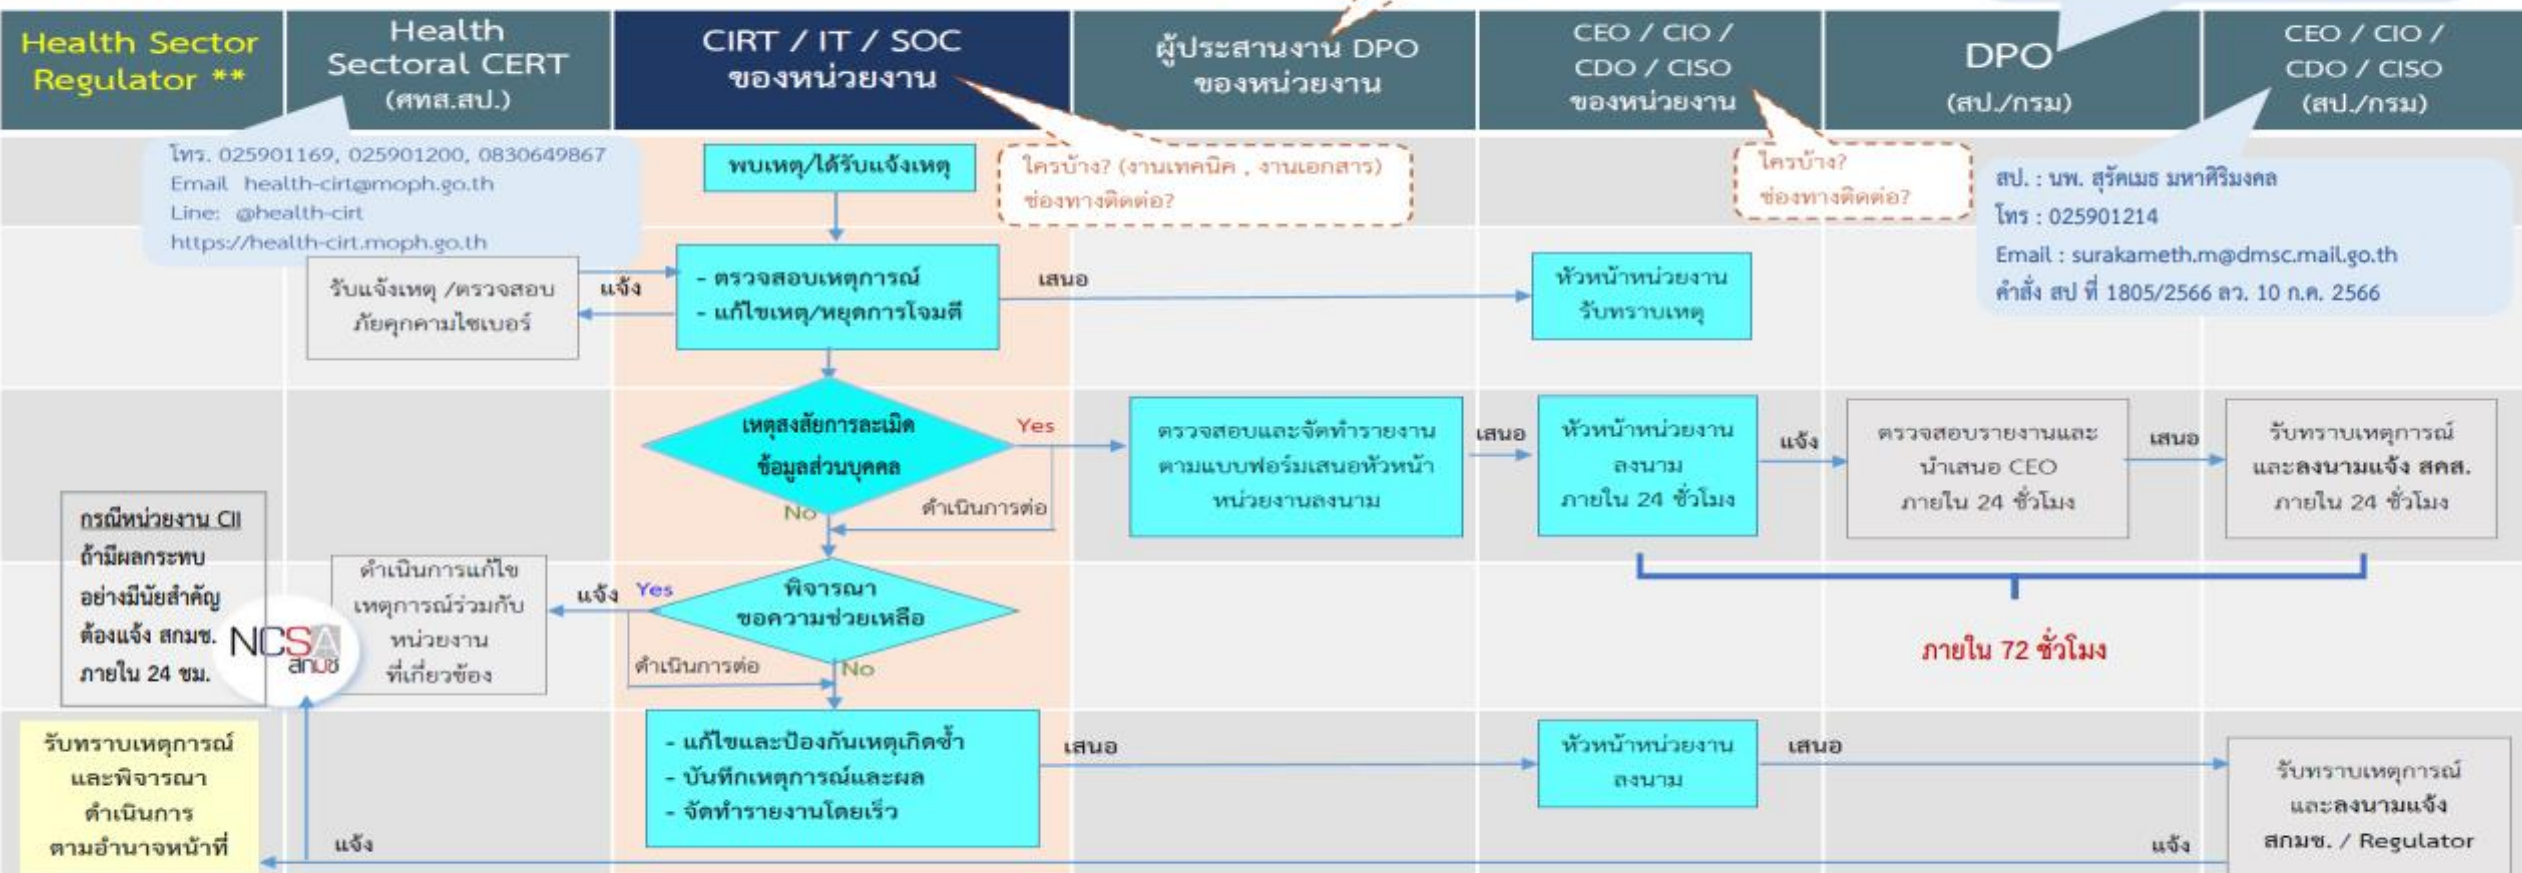 Health Sector
Regulator **
Health
Sectoral CERT
(ศทส.สป.)
CIRT / IT / SOC
ของหน่วยงาน
ผู้ประสานงาน DPO
ของหน่วยงาน
CEO / CIO /
CDO / CISO
ของหน่วยงาน
DPO
(สป./กรม)
CEO / CIO /
CDO / CISO
(สป./กรม)
โทร. 025901169, 025901200, 0830649867
Email health-cirt@moph.go.th
Line: @health-cirt
https://health-cirt.moph.go.th
พบเหตุ/ได้รับแจ้งเหตุ
ใครบ้าง? (งานเทคนิค , งานเอกสาร)
ช่องทางติดต่อ?
ใครบ้าง?
ช่องทางติดต่อ?
สป. : นพ. สุรัคเมธ มหาศิริมงคล
โทร : 025901214
Email : surakameth.m@dmsc.mail.go.th
คำสั่ง สป ที่ 1805/2566 ลว. 10 ก.ค. 2566
รับแจ้งเหตุ /ตรวจสอบ
ภัยคุกคามไซเบอร์
แจ้ง
- ตรวจสอบเหตุการณ์
- แก้ไขเหตุ/หยุดการโจมตี
เสนอ
หัวหน้าหน่วยงาน
รับทราบเหตุ
เหตุสงสัยการละเมิด
ข้อมูลส่วนบุคคล
Yes
No
ดำเนินการต่อ
ตรวจสอบและจัดทำรายงาน
ตามแบบฟอร์มเสนอหัวหน้า
หน่วยงานลงนาม
เสนอ
หัวหน้าหน่วยงาน
ลงนาม
ภายใน 24 ชั่วโมง
แจ้ง
ตรวจสอบรายงานและ
นำเสนอ CEO
ภายใน 24 ชั่วโมง
เสนอ
รับทราบเหตุการณ์
และลงนามแจ้ง สคส.
ภายใน 24 ชั่วโมง
กรณีหน่วยงาน CII
ถ้ามีผลกระทบ
อย่างมีนัยสำคัญ
ต้องแจ้ง สกมช.
ภายใน 24 ชม.
NCSA
สกมช
ดำเนินการแก้ไข
เหตุการณ์ร่วมกับ
หน่วยงาน
ที่เกี่ยวข้อง
แจ้ง
Yes
พิจารณา
ขอความช่วยเหลือ
ดำเนินการต่อ
No
ภายใน 72 ชั่วโมง
รับทราบเหตุการณ์
และพิจารณา
ดำเนินการ
ตามอำนาจหน้าที่
แจ้ง
- แก้ไขและป้องกันเหตุเกิดซ้ำ
- บันทึกเหตุการณ์และผล
- จัดทำรายงานโดยเร็ว
เสนอ
หัวหน้าหน่วยงาน
ลงนาม
เสนอ
รับทราบเหตุการณ์
และลงนามแจ้ง
สกมช. / Regulator
แจ้ง